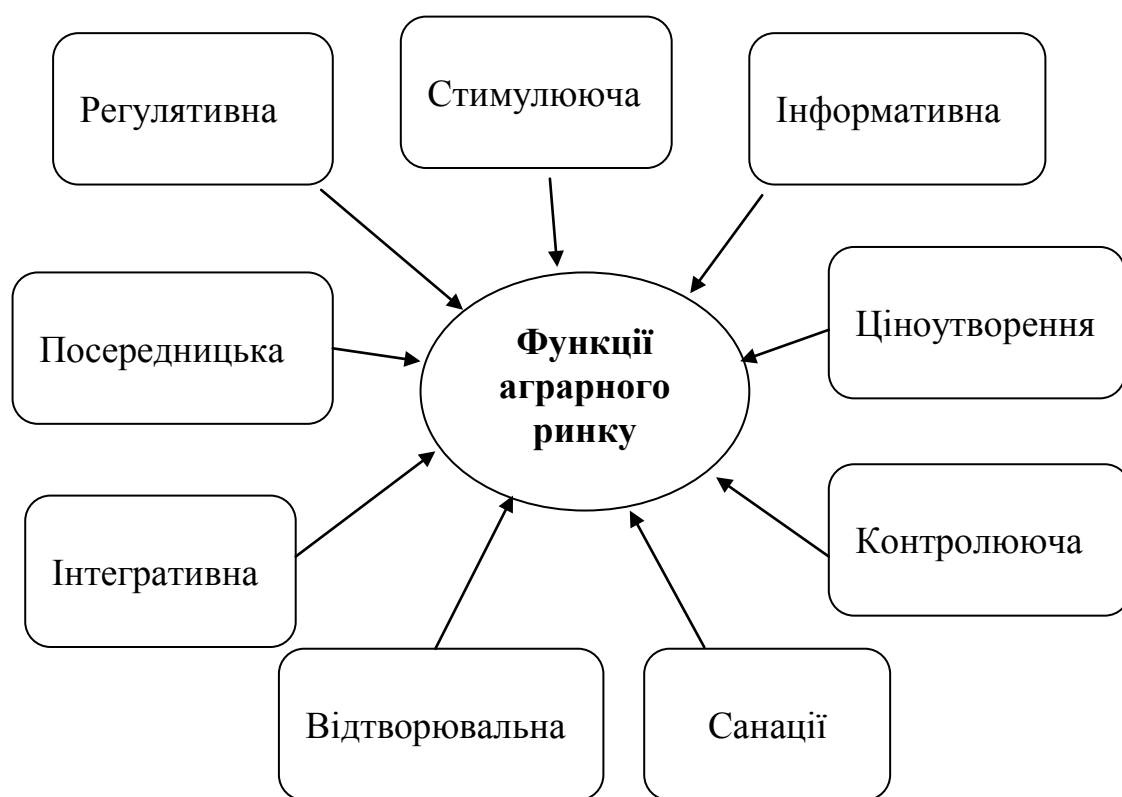 Регулятивна
Стимулююча
Інформативна
Посередницька
Функції
аграрного
ринку
Ціноутворення
Інтегративна
Контролююча
Відтворювальна
Санації